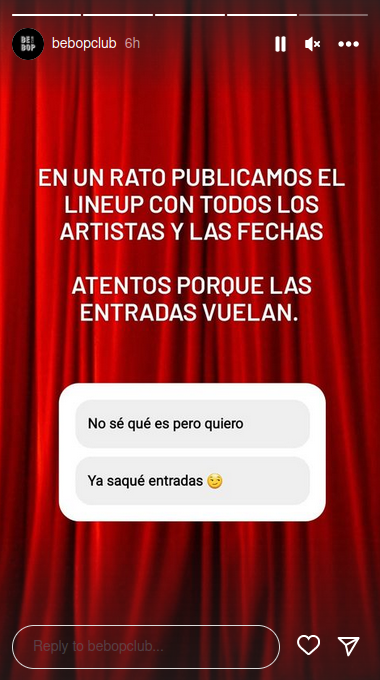 BE BOP
bebopclub 6h
EN UN RATO PUBLICAMOS EL
LINEUP CON TODOS LOS
ARTISTAS Y LAS FECHAS
ATENTOS PORQUE LAS
ENTRADAS VUELAN.
No sé qué es pero quiero
Ya saqué entradas 😏
Reply to bebopclub...